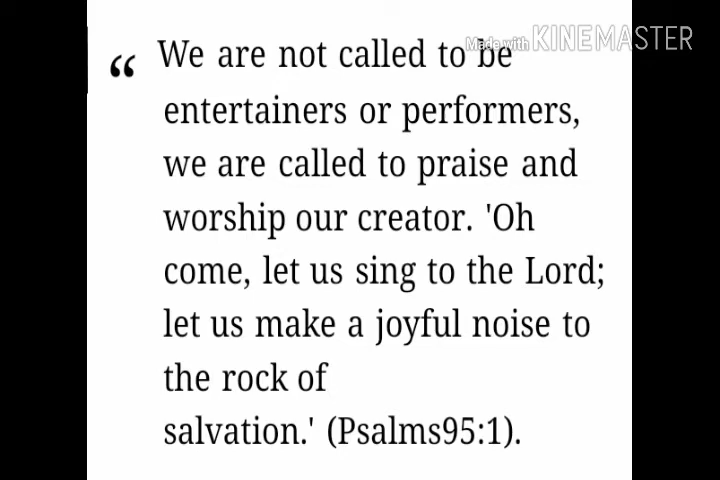 Made with KINEMASTER
“ We are not called to be
entertainers or performers,
we are called to praise and
worship our creator. 'Oh
come, let us sing to the Lord;
let us make a joyful noise to
the rock of
salvation.' (Psalms95:1).